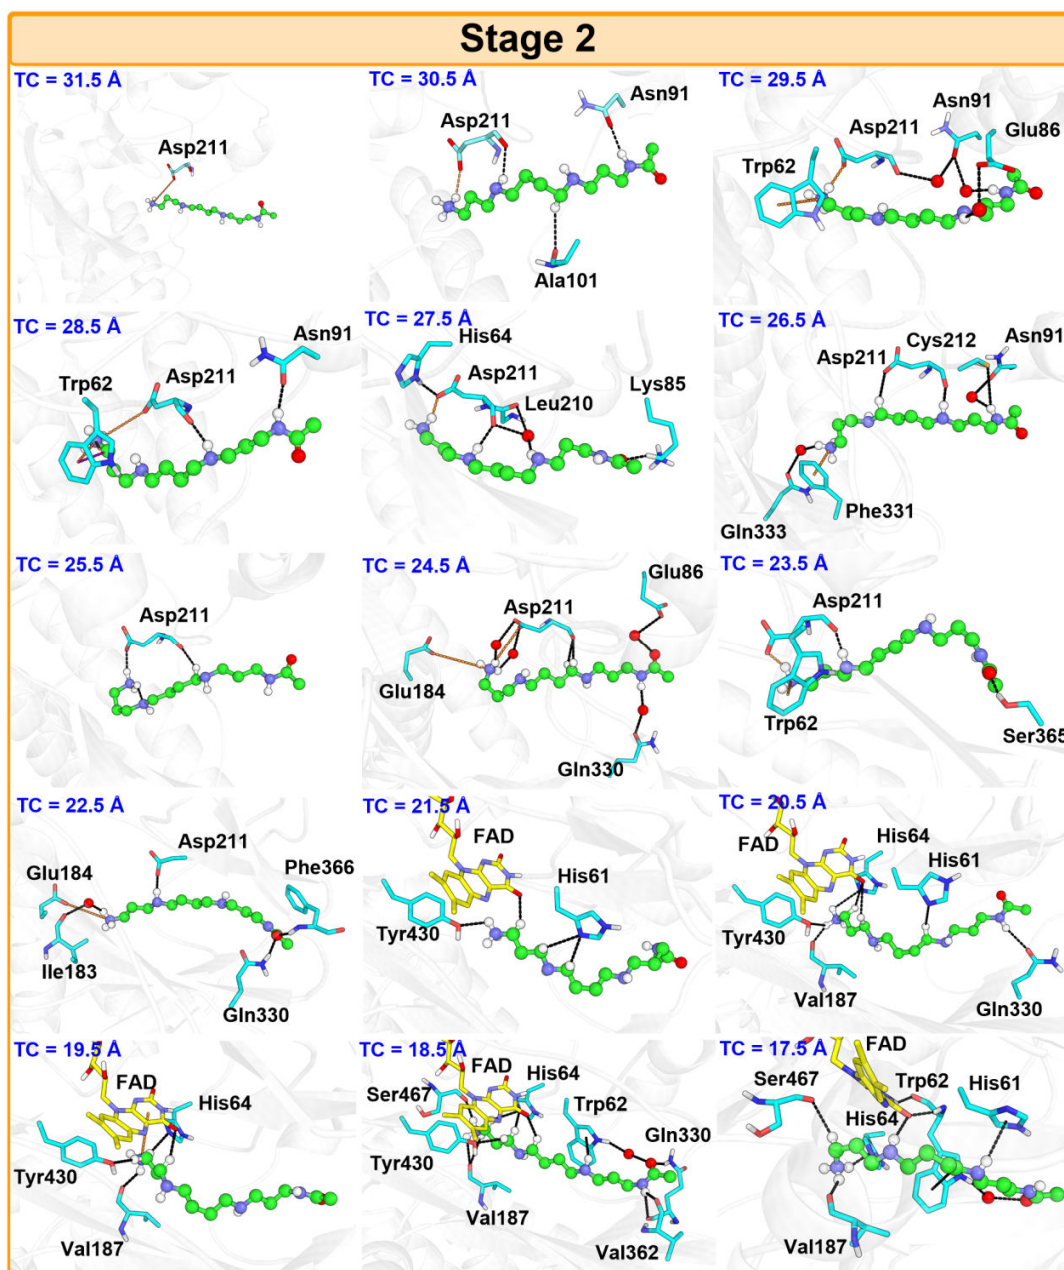 Stage 2
TC = 31.5 Å
Asp211
TC = 30.5 Å
Asp211
Asn91
Ala101
TC = 29.5 Å
Asn91
Asp211
Glu86
Trp62
TC = 28.5 Å
Asn91
Trp62
Asp211
TC = 27.5 Å
His64
Asp211
Leu210
Lys85
TC = 26.5 Å
Cys212
Asn91
Asp211
Phe331
Gln333
TC = 25.5 Å
Asp211
TC = 24.5 Å
Glu86
Asp211
Glu184
Gln330
TC = 23.5 Å
Asp211
Trp62
Ser365
TC = 22.5 Å
Asp211
Glu184
Phe366
Ile183
Gln330
TC = 21.5 Å
FAD
His61
Tyr430
TC = 20.5 Å
His64
FAD
His61
Tyr430
Val187
Gln330
TC = 19.5 Å
FAD
His64
Tyr430
Val187
TC = 18.5 Å
FAD
His64
Ser467
Trp62
Gln330
Tyr430
Val187
Val362
TC = 17.5 Å
FAD
Ser467
Trp62
His61
His64
Val187